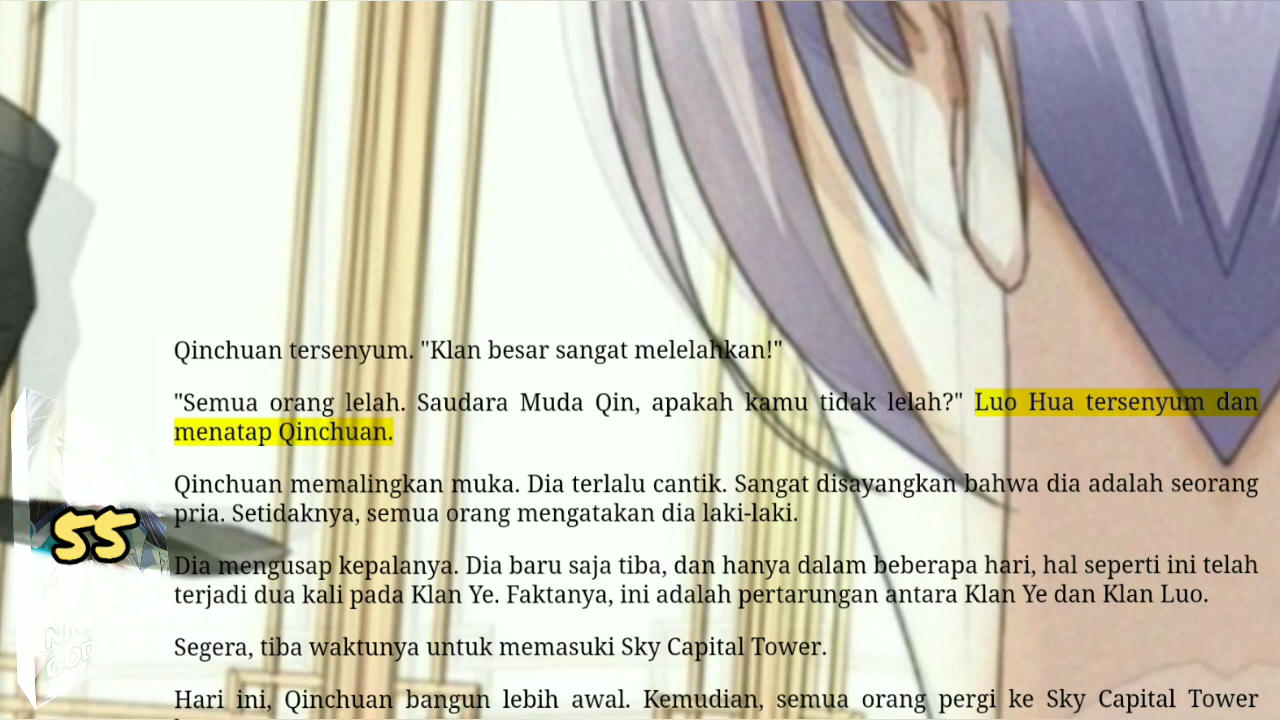 Qinchuan tersenyum. "Klan besar sangat melelahkan!"
"Semua orang lelah. Saudara Muda Qin, apakah kamu tidak lelah?" Luo Hua tersenyum dan
menatap Qinchuan.
Qinchuan memalingkan muka. Dia terlalu cantik. Sangat disayangkan bahwa dia adalah seorang
pria. Setidaknya, semua orang mengatakan dia laki-laki.
SS
Dia mengusap kepalanya. Dia baru saja tiba, dan hanya dalam beberapa hari, hal seperti ini telah
terjadi dua kali pada Klan Ye. Faktanya, ini adalah pertarungan antara Klan Ye dan Klan Luo.
Segera, tiba waktunya untuk memasuki Sky Capital Tower.
Hari ini, Qinchuan bangun lebih awal. Kemudian, semua orang pergi ke Sky Capital Tower